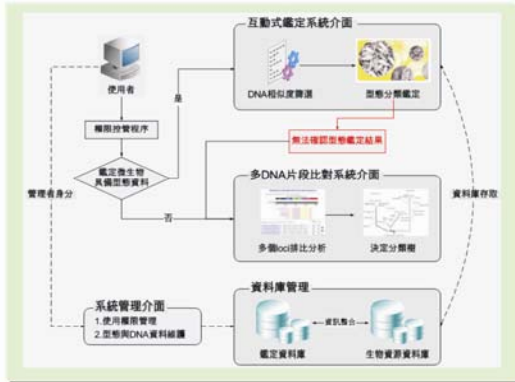 互動式鑑定系統介面
使用者
DNA相似度篩選
型態分類鑑定
是
權限控管程序
無法確認型態鑑定結果
鑑定微生物
具備型態資料
多DNA片段比對系統介面
管理者身分
資料庫存取
否
多個loci排比分析
決定分類樹
系統管理介面
1.使用權限管理
2.型態與DNA資料維護
資料庫管理
資訊整合
鑑定資料庫
生物資源資料庫